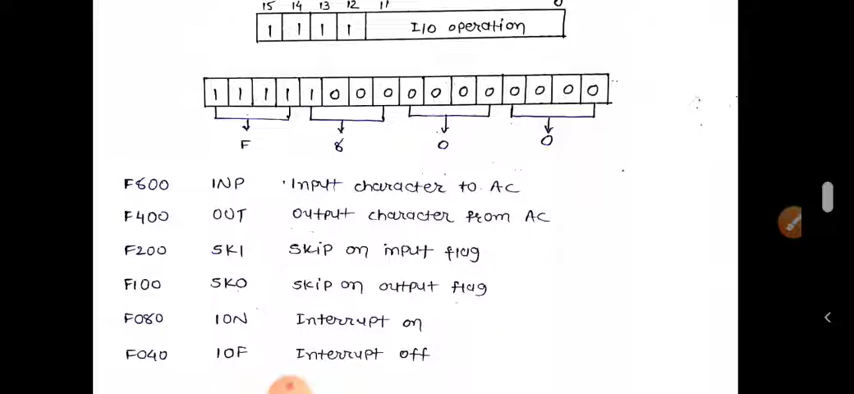 15 14 13 12 11 0
1 1 1 1 I/O operation
1 1 1 1 1 0 0 0 0 0 0 0 0 0 0 0
F 8 0 0
F800 INP Input character to AC
F400 OUT Output character from AC
F200 SKI Skip on input flag
F100 SKO Skip on output flag
F080 ION Interrupt on
F040 IOF Interrupt off